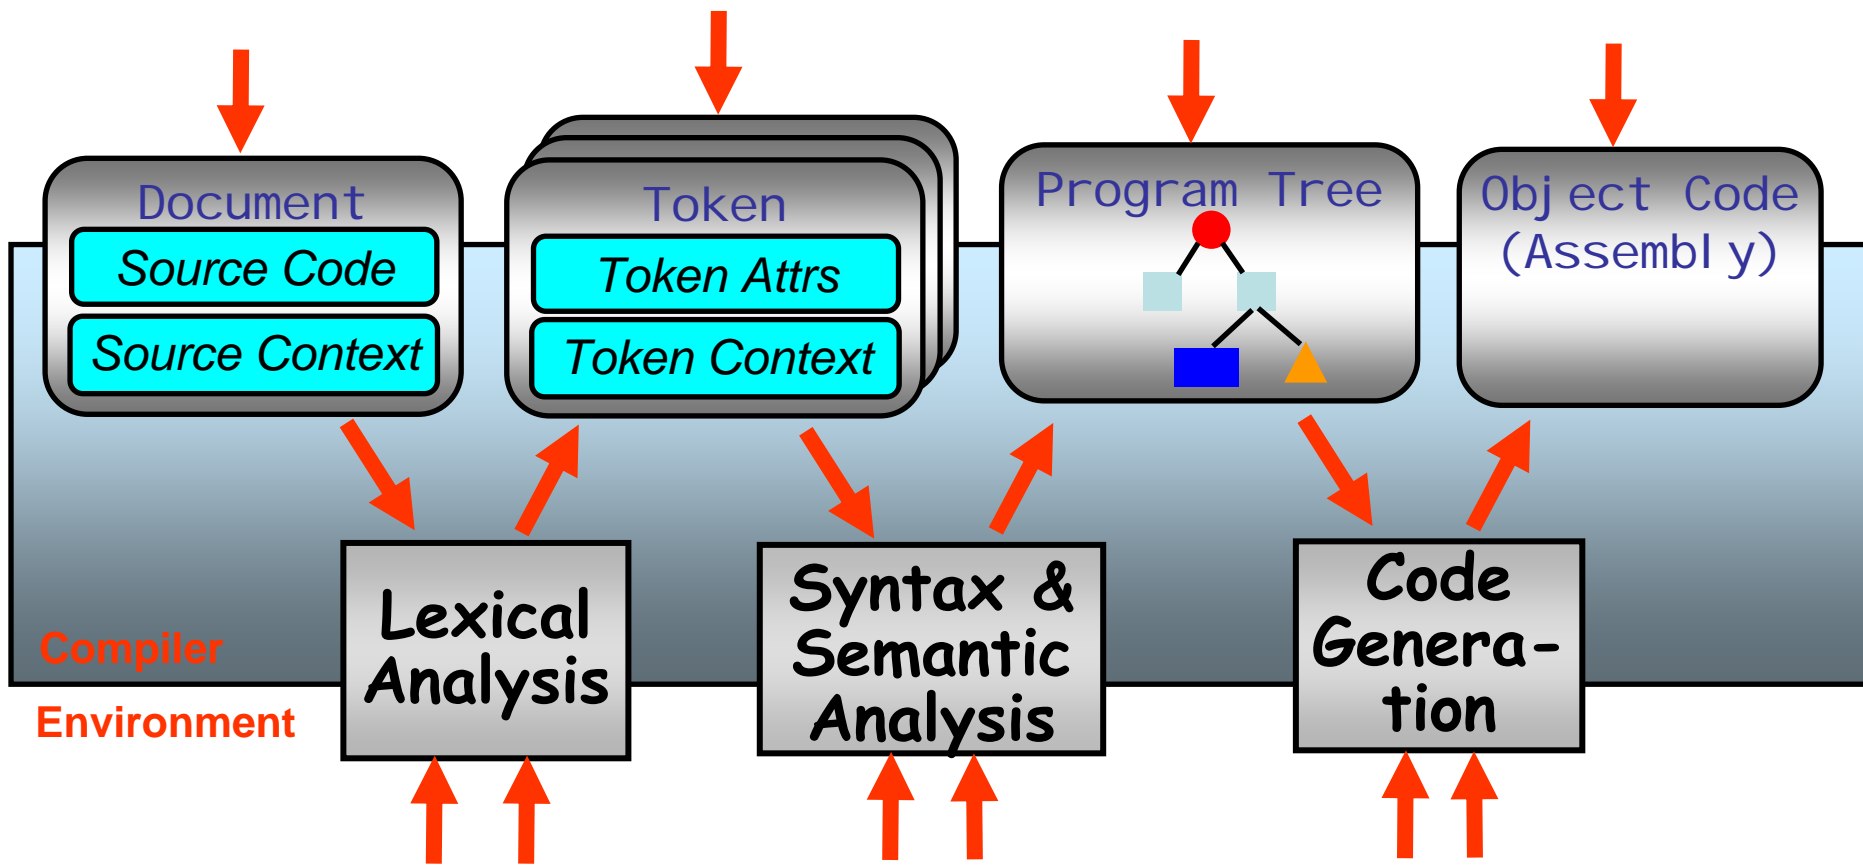 Document
Source Code
Source Context
Token
Token Attrs
Token Context
Program Tree
Object Code
(Assembly)
Lexical
Analysis
Syntax &
Semantic
Analysis
Code
Genera-
tion
Compiler
Environment